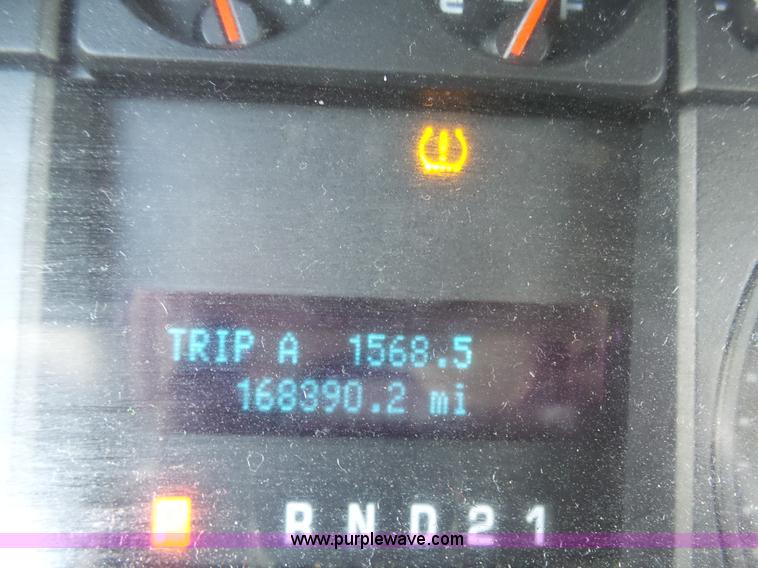 E F
TRIP A 1568.5
168390.2 mi
P R N D 2 1
www.purplewave.com